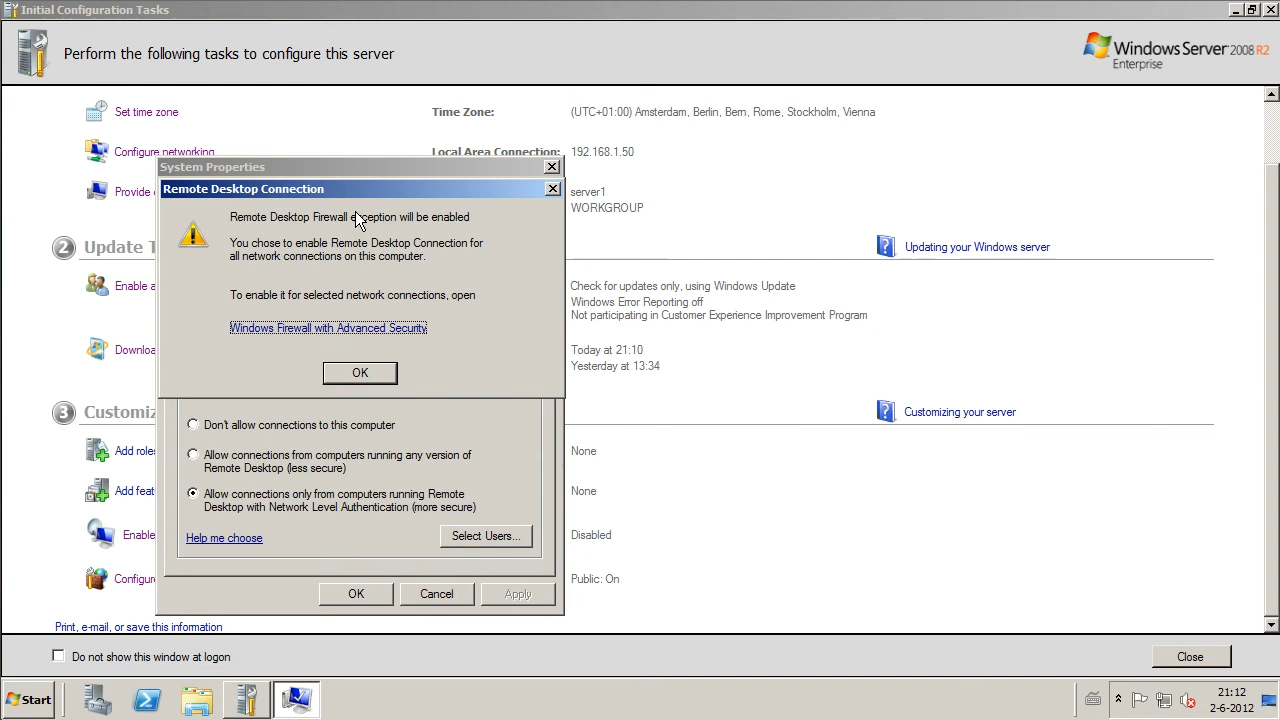 Initial Configuration Tasks
Perform the following tasks to configure this server
Windows Server 2008 R2
Enterprise
Set time zone
Time Zone:
(UTC+01:00) Amsterdam, Berlin, Bern, Rome, Stockholm, Vienna
Configure networking
Local Area Connection:
192.168.1.50
System Properties
Provide
server1
WORKGROUP
Remote Desktop Connection
Remote Desktop Firewall exception will be enabled
You chose to enable Remote Desktop Connection for
all network connections on this computer.
To enable it for selected network connections, open
Windows Firewall with Advanced Security
OK
2
Update T
Updating your Windows server
Enable a
Check for updates only, using Windows Update
Windows Error Reporting off
Not participating in Customer Experience Improvement Program
Downloa
Today at 21:10
Yesterday at 13:34
3
Customiz
Customizing your server
Don't allow connections to this computer
Allow connections from computers running any version of
Remote Desktop (less secure)
Allow connections only from computers running Remote
Desktop with Network Level Authentication (more secure)
Help me choose
Select Users...
OK
Cancel
Apply
Add roles
None
Add feat
None
Enable
Disabled
Configur
Public: On
Print, e-mail, or save this information
Do not show this window at logon
Close
Start
21:12
2-6-2012